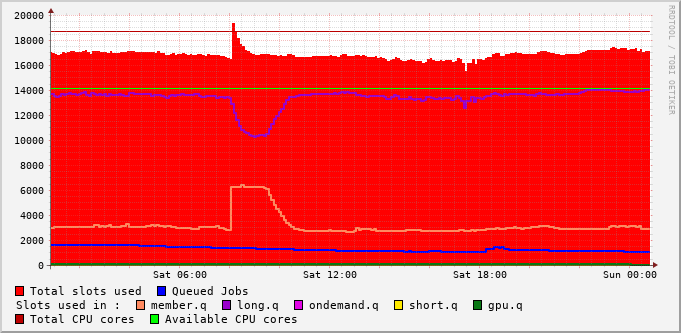 20000
18000
16000
14000
12000
10000
8000
6000
4000
2000
0
Sat 06:00 Sat 12:00 Sat 18:00 Sun 00:00
RRDTOOL / TOBI OETIKER
Total slots used Queued Jobs
Slots used in : member.q long.q ondemand.q short.q gpu.q
Total CPU cores Available CPU cores